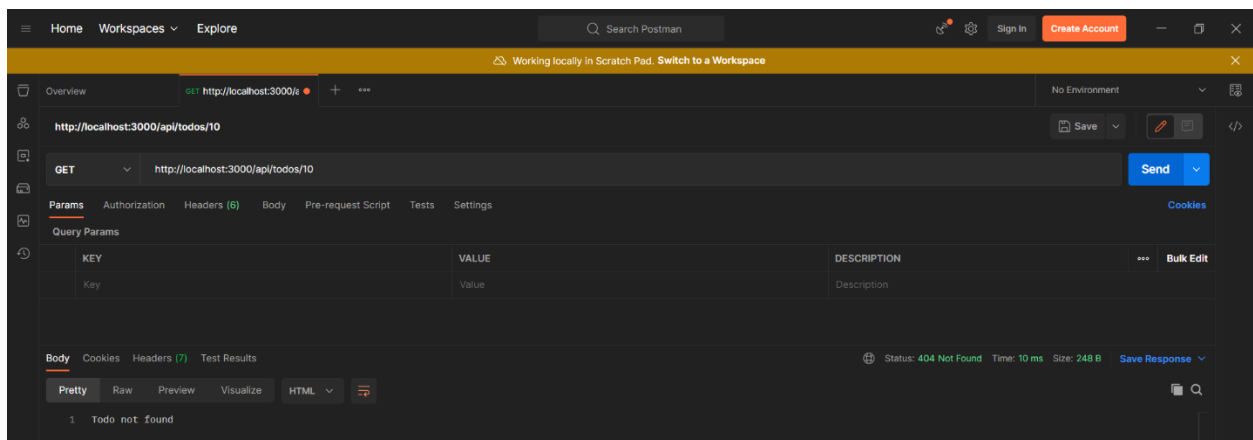 Home Workspaces Explore Search Postman Sign In Create Account
Working locally in Scratch Pad. Switch to a Workspace
Overview GET http://localhost:3000/a No Environment
http://localhost:3000/api/todos/10 Save
GET http://localhost:3000/api/todos/10 Send
Params Authorization Headers (6) Body Pre-request Script Tests Settings Cookies
Query Params
KEY VALUE DESCRIPTION Bulk Edit
Key Value Description
Body Cookies Headers (7) Test Results Status: 404 Not Found Time: 10 ms Size: 248 B Save Response
Pretty Raw Preview Visualize HTML
1 Todo not found